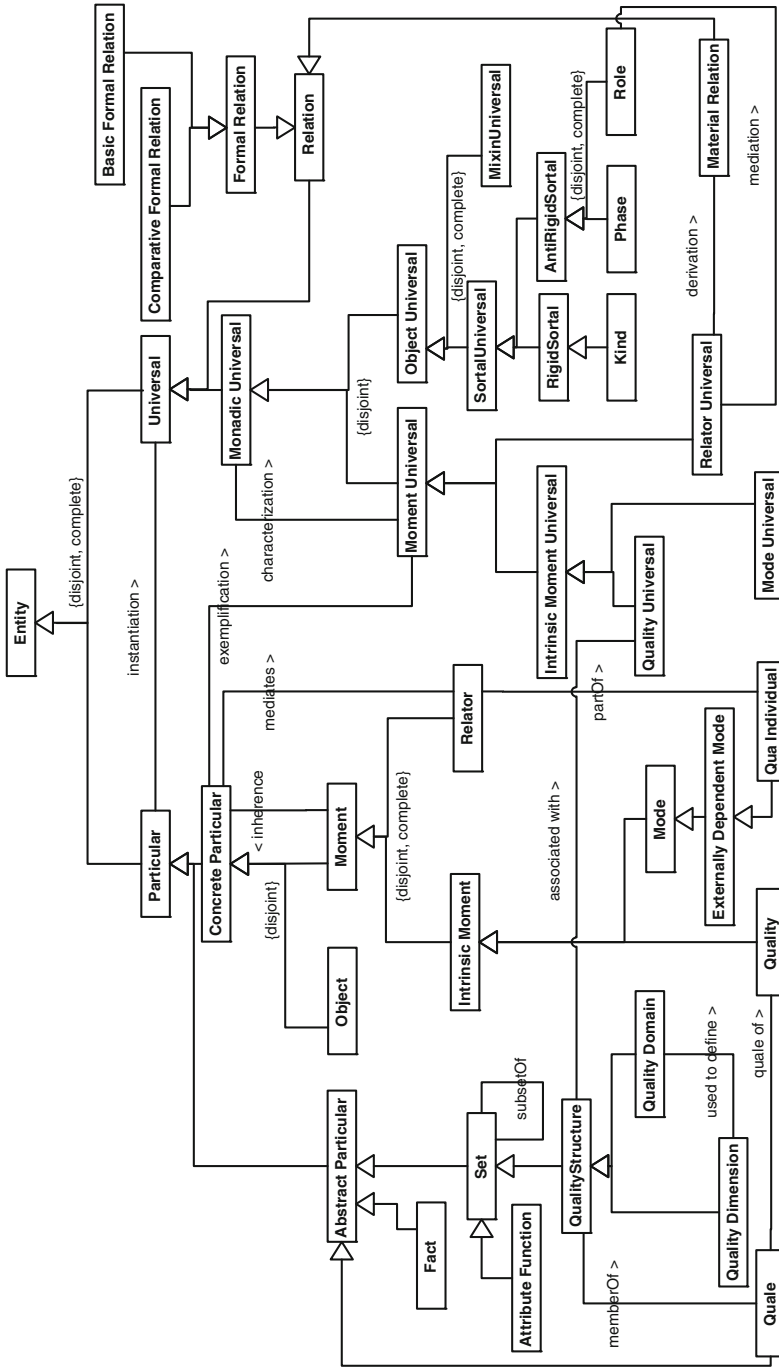 Entity
{disjoint, complete}
instantiation >
Particular
Universal
Basic Formal Relation
Comparative Formal Relation
Formal Relation
Relation
Concrete Particular
< inherence
{disjoint}
mediates >
exemplification >
characterization >
Monadic Universal
{disjoint}
Abstract Particular
Fact
Object
Moment
{disjoint, complete}
Moment Universal
Object Universal
{disjoint, complete}
MixinUniversal
Set
subsetOf
Attribute Function
Intrinsic Moment
Relator
SortalUniversal
RigidSortal
AntiRigidSortal
{disjoint, complete}
Kind
Phase
Role
QualityStructure
associated with >
partOf >
Intrinsic Moment Universal
Quality Universal
Mode Universal
Relator Universal
derivation >
Material Relation
mediation >
memberOf >
Quality Domain
used to define >
Quality Dimension
Mode
Externally Dependent Mode
Quale
quale of >
Quality
Qua Individual